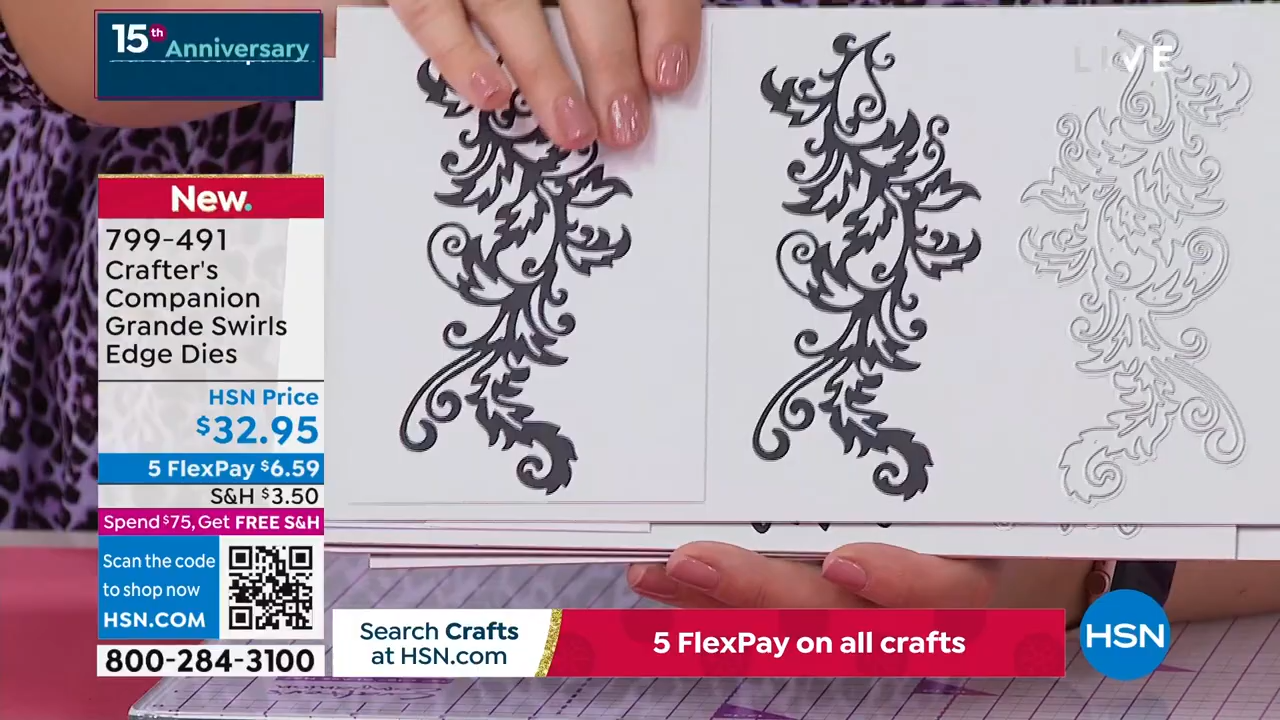 15th Anniversary
LIVE
New.
799-491
Crafter's
Companion
Grande Swirls
Edge Dies
HSN Price
$32.95
5 FlexPay $6.59
S&H $3.50
Spend $75, Get FREE S&H
Scan the code
to shop now
HSN.COM
800-284-3100
Search Crafts
at HSN.com
5 FlexPay on all crafts
HSN